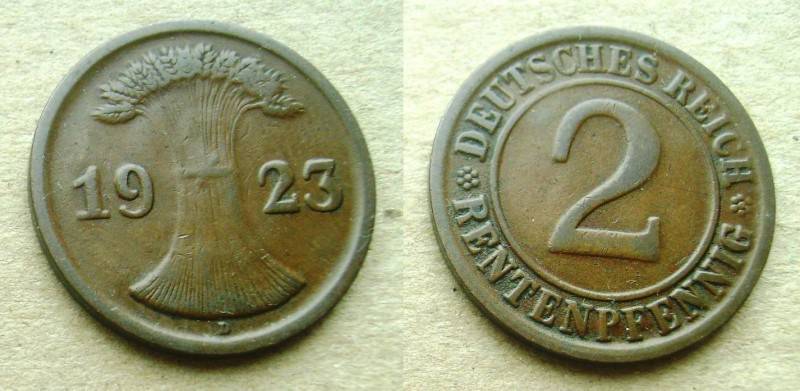 19 23
D
DEUTSCHES REICH
2
RENTENPFENNIG